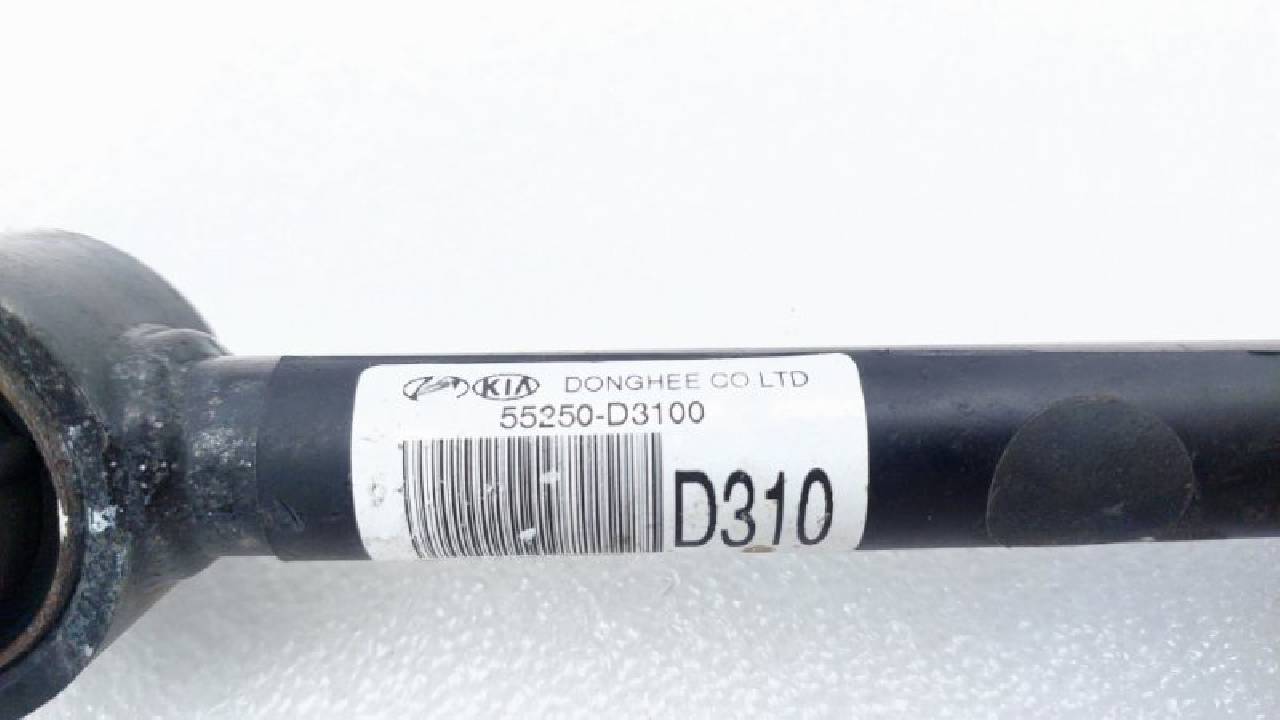 KIA DONGHEE CO LTD
55250-D3100
D310